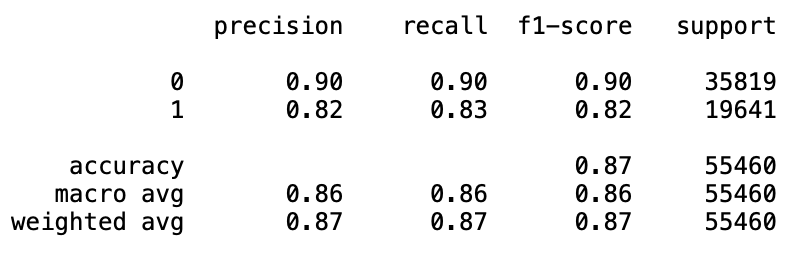 precision recall f1-score support
0 0.90 0.90 0.90 35819
1 0.82 0.83 0.82 19641
accuracy 0.87 55460
macro avg 0.86 0.86 0.86 55460
weighted avg 0.87 0.87 0.87 55460